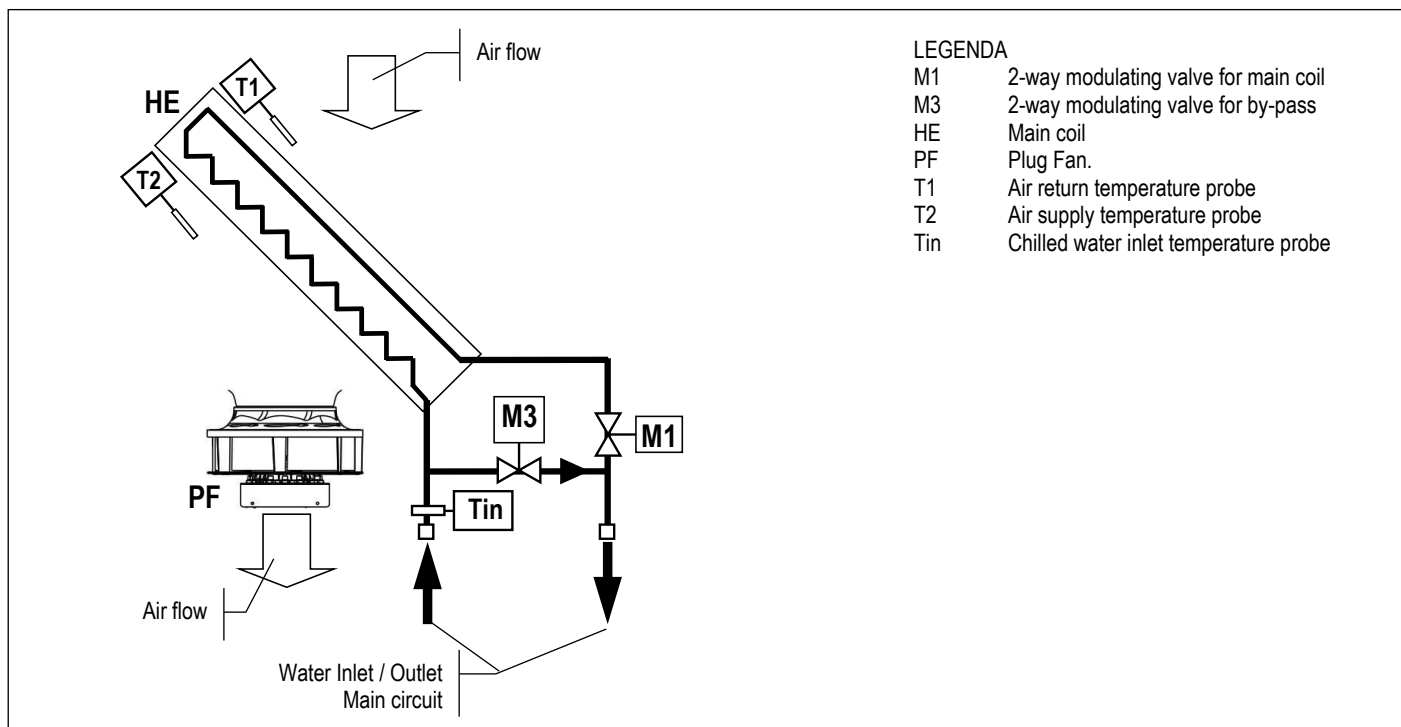 Air flow
T1
HE
T2
M3
M1
PF
Tin
Air flow
Water Inlet / Outlet
Main circuit
LEGENDA
M1 2-way modulating valve for main coil
M3 2-way modulating valve for by-pass
HE Main coil
PF Plug Fan.
T1 Air return temperature probe
T2 Air supply temperature probe
Tin Chilled water inlet temperature probe